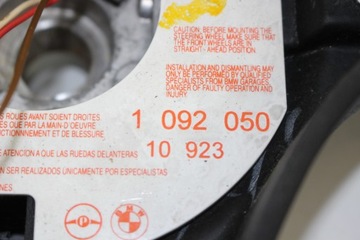 CAUTION: BEFORE MOUNTING THE
STEERING WHEEL MAKE SURE THAT
THE FRONT WHEELS ARE IN
STRAIGHT - AHEAD POSITION
INSTALLATION AND DISMANTLING MAY
ONLY BE PERFORMED BY QUALIFIED
SPECIALISTS FROM BMW GARAGES.
DANGER OF FAULTY OPERATION AND
INJURY
ROUES AVANT SOIENT DROITES.
QUE PAR LA MAIN D'OEUVRE
ET DE BLESSURE.
1 092 050
ATENCION A QUE LAS RUEDAS DELANTERAS
10 923
SER REALIZADOS UNICAMENTE POR ESPECIALISTAS
BMW